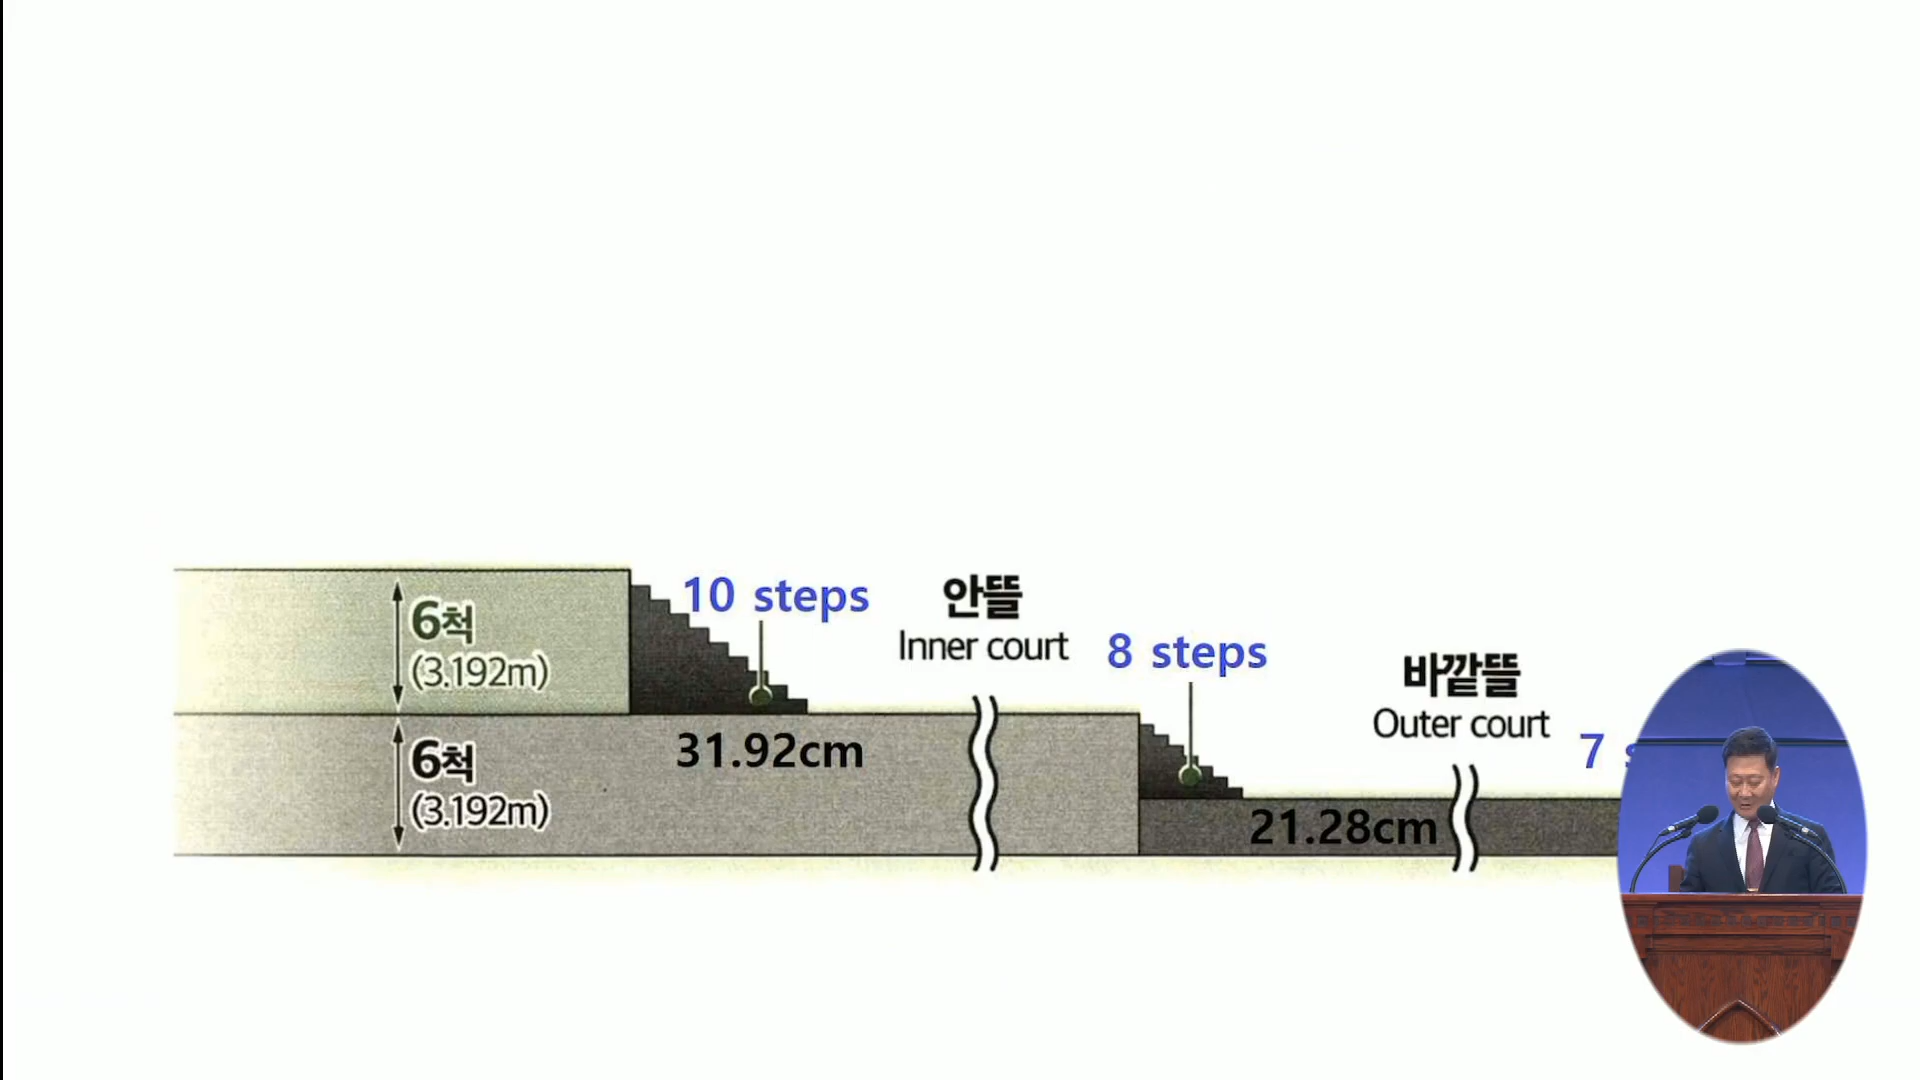 10 steps
안뜰
Inner court
6척
(3.192m)
8 steps
바깥뜰
Outer court
7
6척
(3.192m)
31.92cm
21.28cm